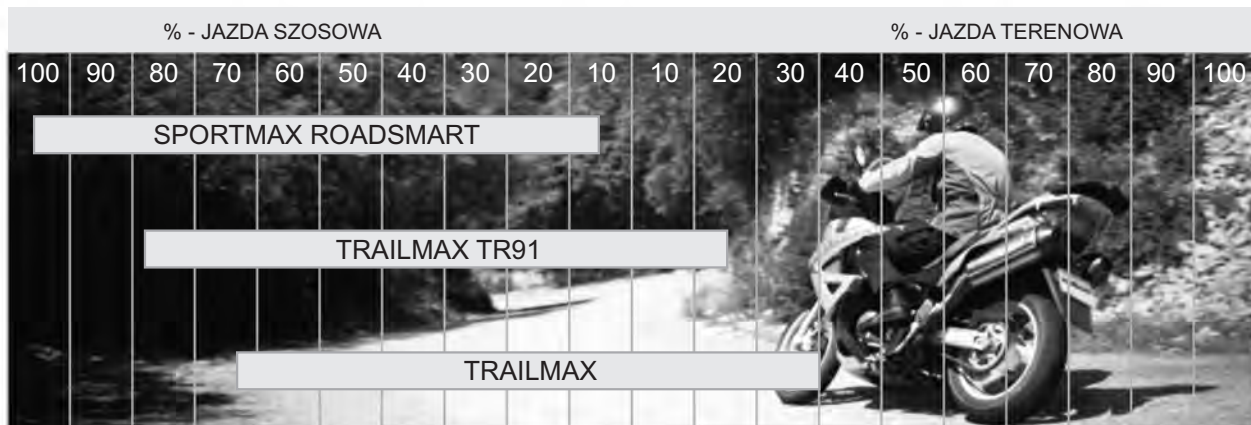 % - JAZDA SZOSOWA % - JAZDA TERENOWA
100 90 80 70 60 50 40 30 20 10 10 20 30 40 50 60 70 80 90 100
SPORTMAX ROADSMART
TRAILMAX TR91
TRAILMAX